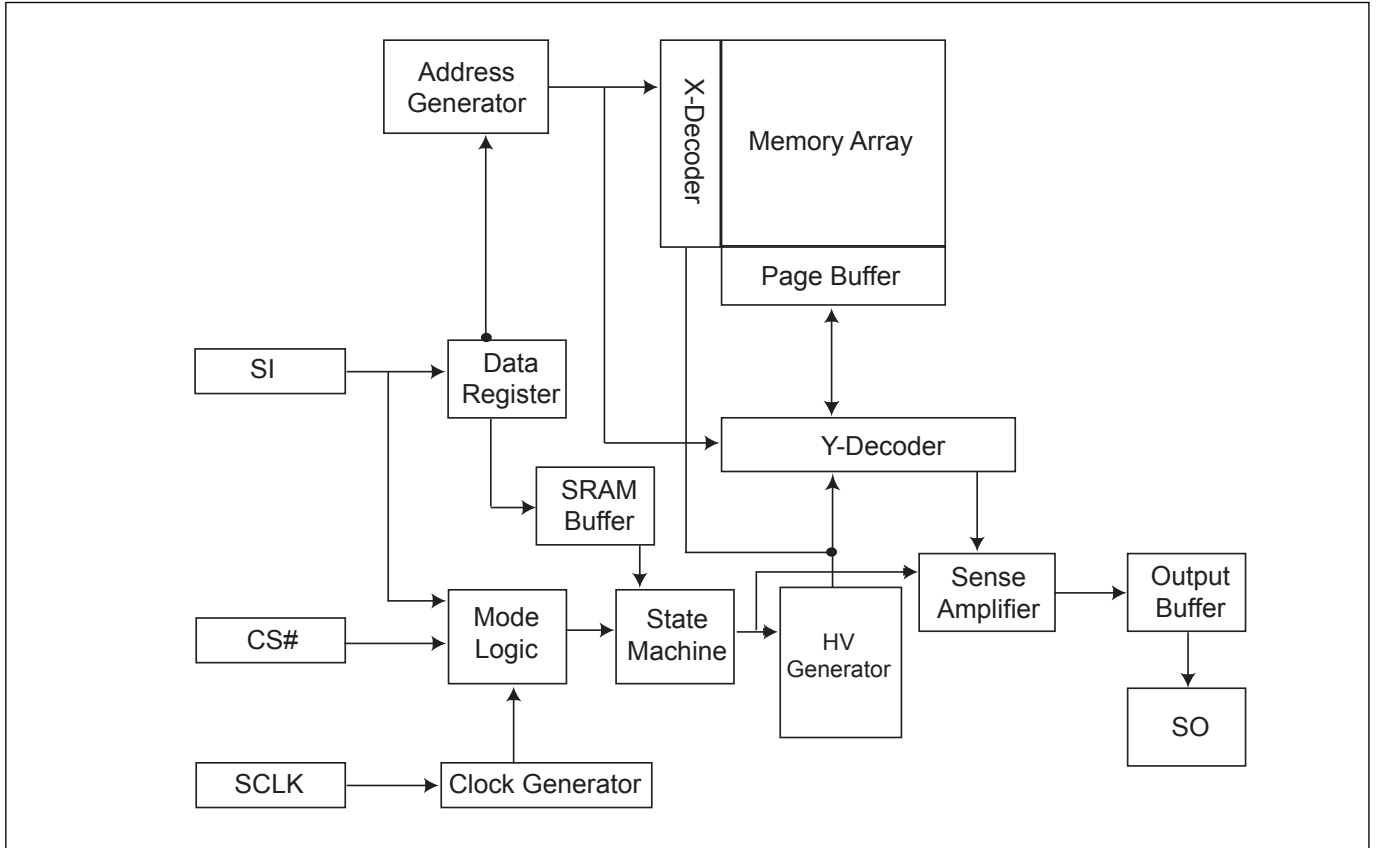 Address
Generator
X-Decoder
Memory Array
Page Buffer
SI
Data
Register
Y-Decoder
SRAM
Buffer
Sense
Amplifier
Output
Buffer
CS#
Mode
Logic
State
Machine
HV
Generator
SO
SCLK
Clock Generator